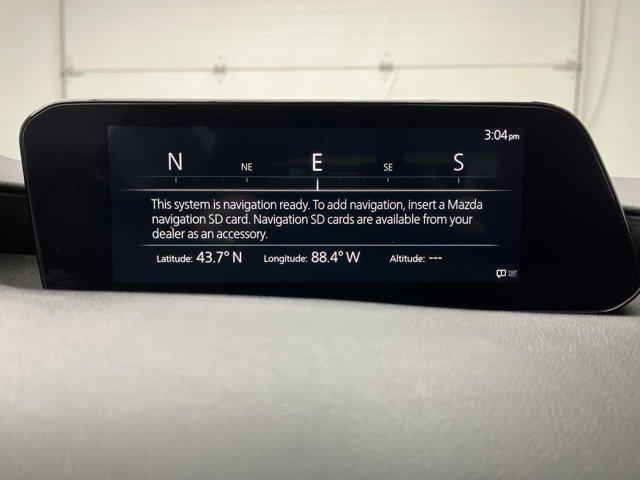 3:04pm
N NE E SE S
This system is navigation ready. To add navigation, insert a Mazda
navigation SD card. Navigation SD cards are available from your
dealer as an accessory.
Latitude: 43.7° N Longitude: 88.4° W Altitude: ---